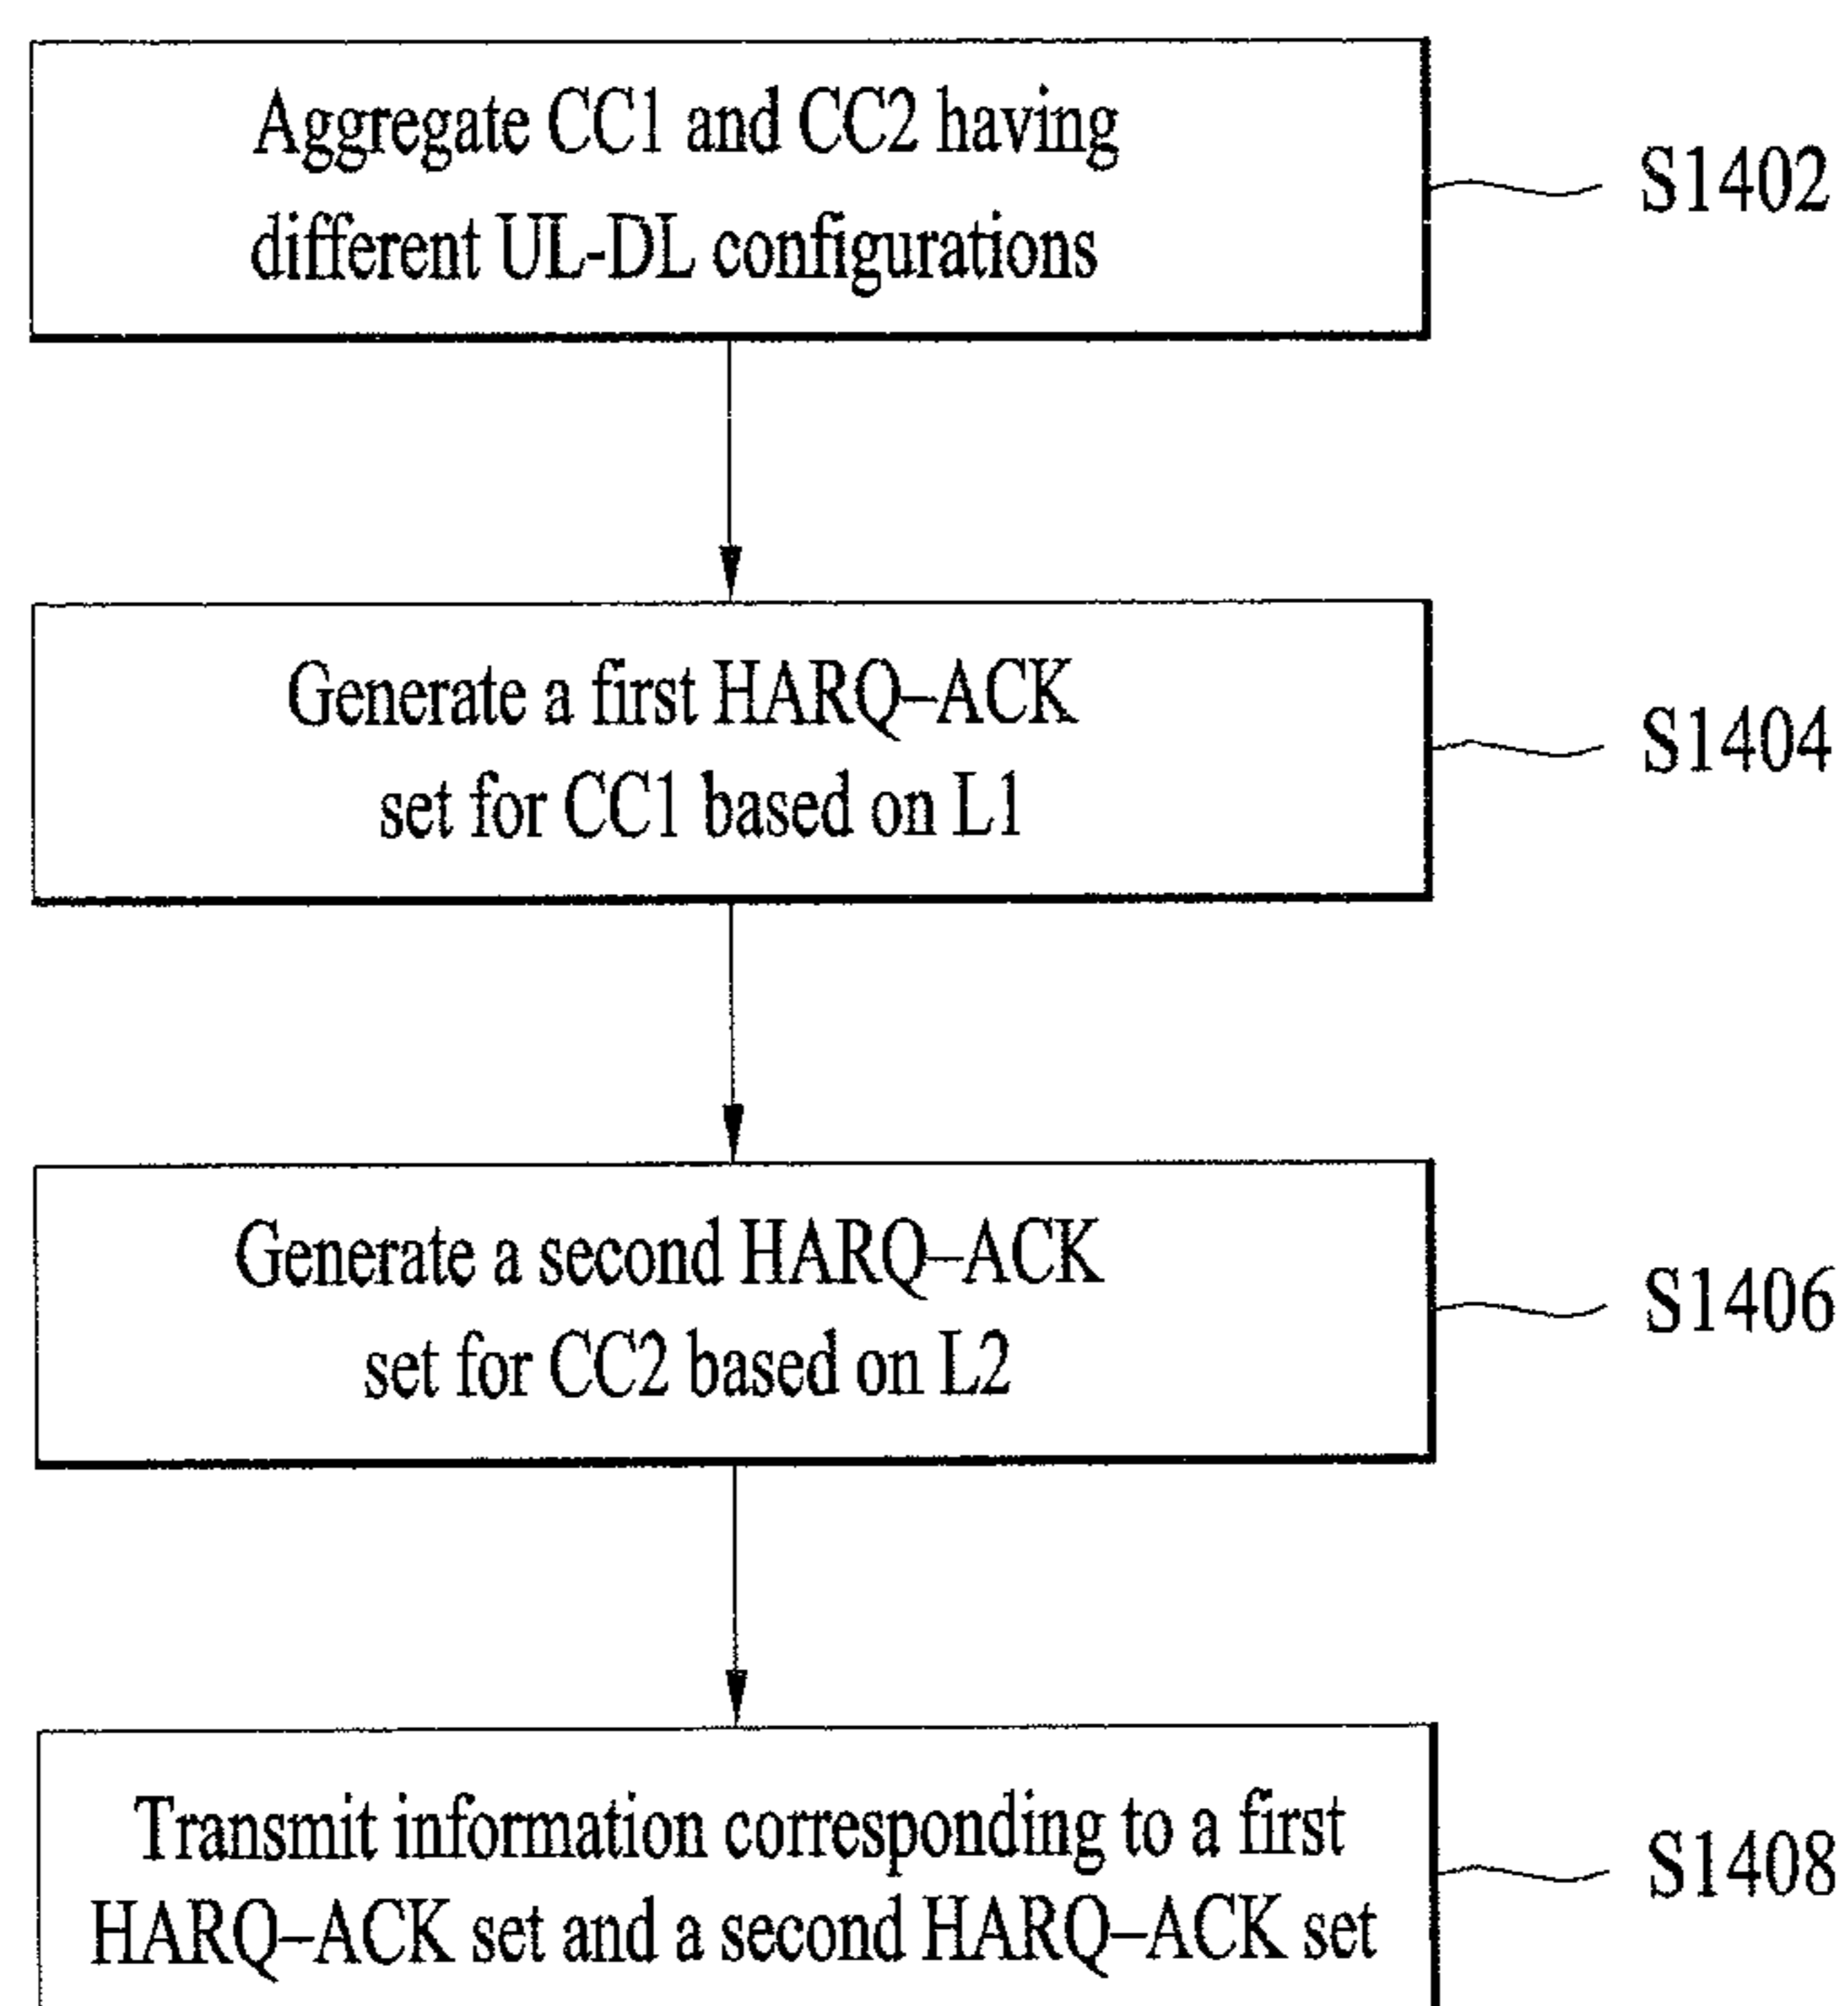 Aggregate CC1 and CC2 having
different UL-DL configurations
S1402
Generate a first HARQ–ACK
set for CC1 based on L1
S1404
Generate a second HARQ–ACK
set for CC2 based on L2
S1406
Transmit information corresponding to a first
HARQ–ACK set and a second HARQ–ACK set
S1408